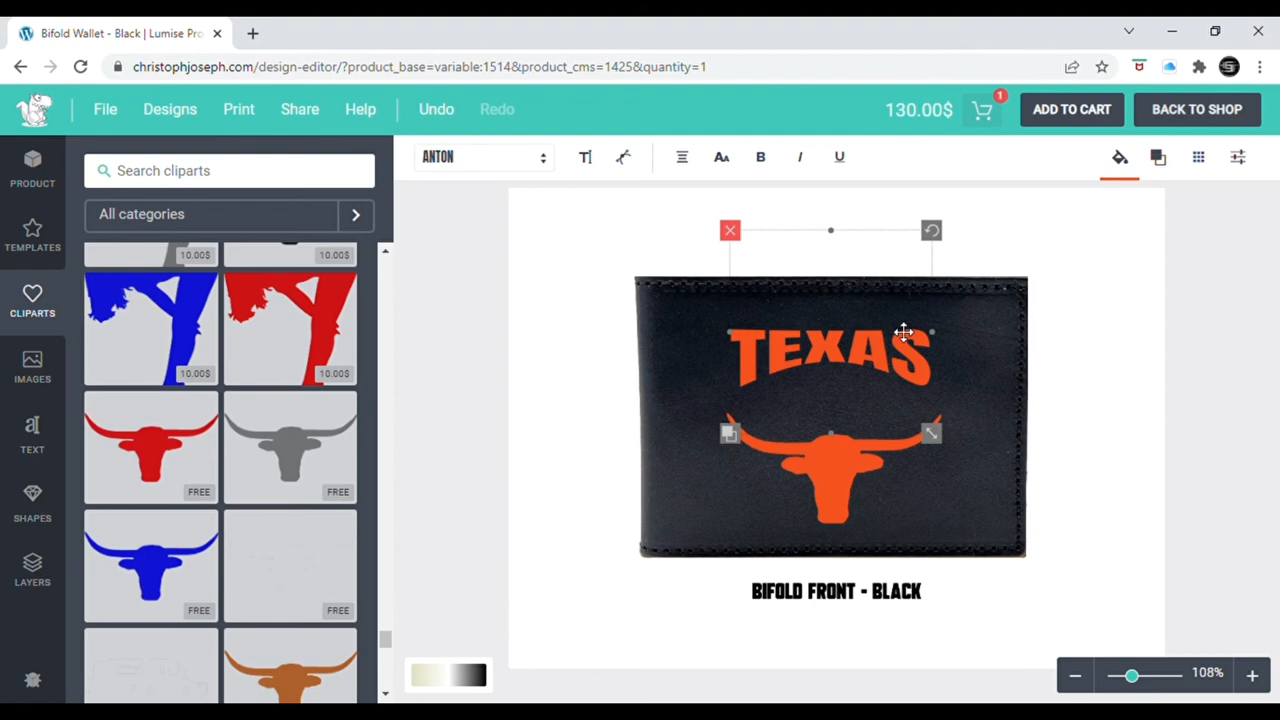 Bifold Wallet - Black | Lumise Pro
christophjoseph.com/design-editor/?product_base=variable:1514&product_cms=1425&quantity=1
File Designs Print Share Help Undo Redo 130.00$ 1 ADD TO CART BACK TO SHOP
PRODUCT
TEMPLATES
CLIPARTS
IMAGES
TEXT
SHAPES
LAYERS
Search cliparts
All categories
10.00$ 10.00$
10.00$ 10.00$
FREE FREE
FREE FREE
ANTON
B I U
TEXAS
BIFOLD FRONT - BLACK
108%